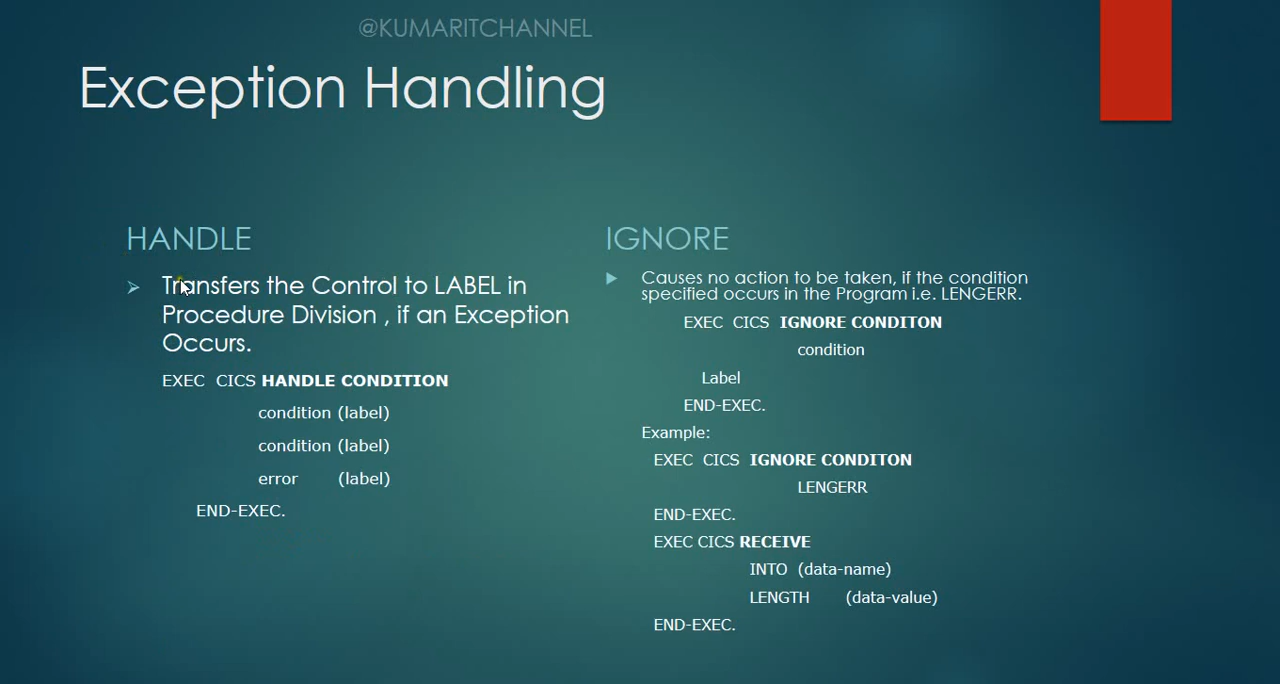 @KUMARITCHANNEL
Exception Handling
HANDLE
Transfers the Control to LABEL in
Procedure Division , if an Exception
Occurs.
EXEC CICS HANDLE CONDITION
condition (label)
condition (label)
error (label)
END-EXEC.
IGNORE
Causes no action to be taken, if the condition
specified occurs in the Program i.e. LENGERR.
EXEC CICS IGNORE CONDITON
condition
Label
END-EXEC.
Example:
EXEC CICS IGNORE CONDITON
LENGERR
END-EXEC.
EXEC CICS RECEIVE
INTO (data-name)
LENGTH (data-value)
END-EXEC.